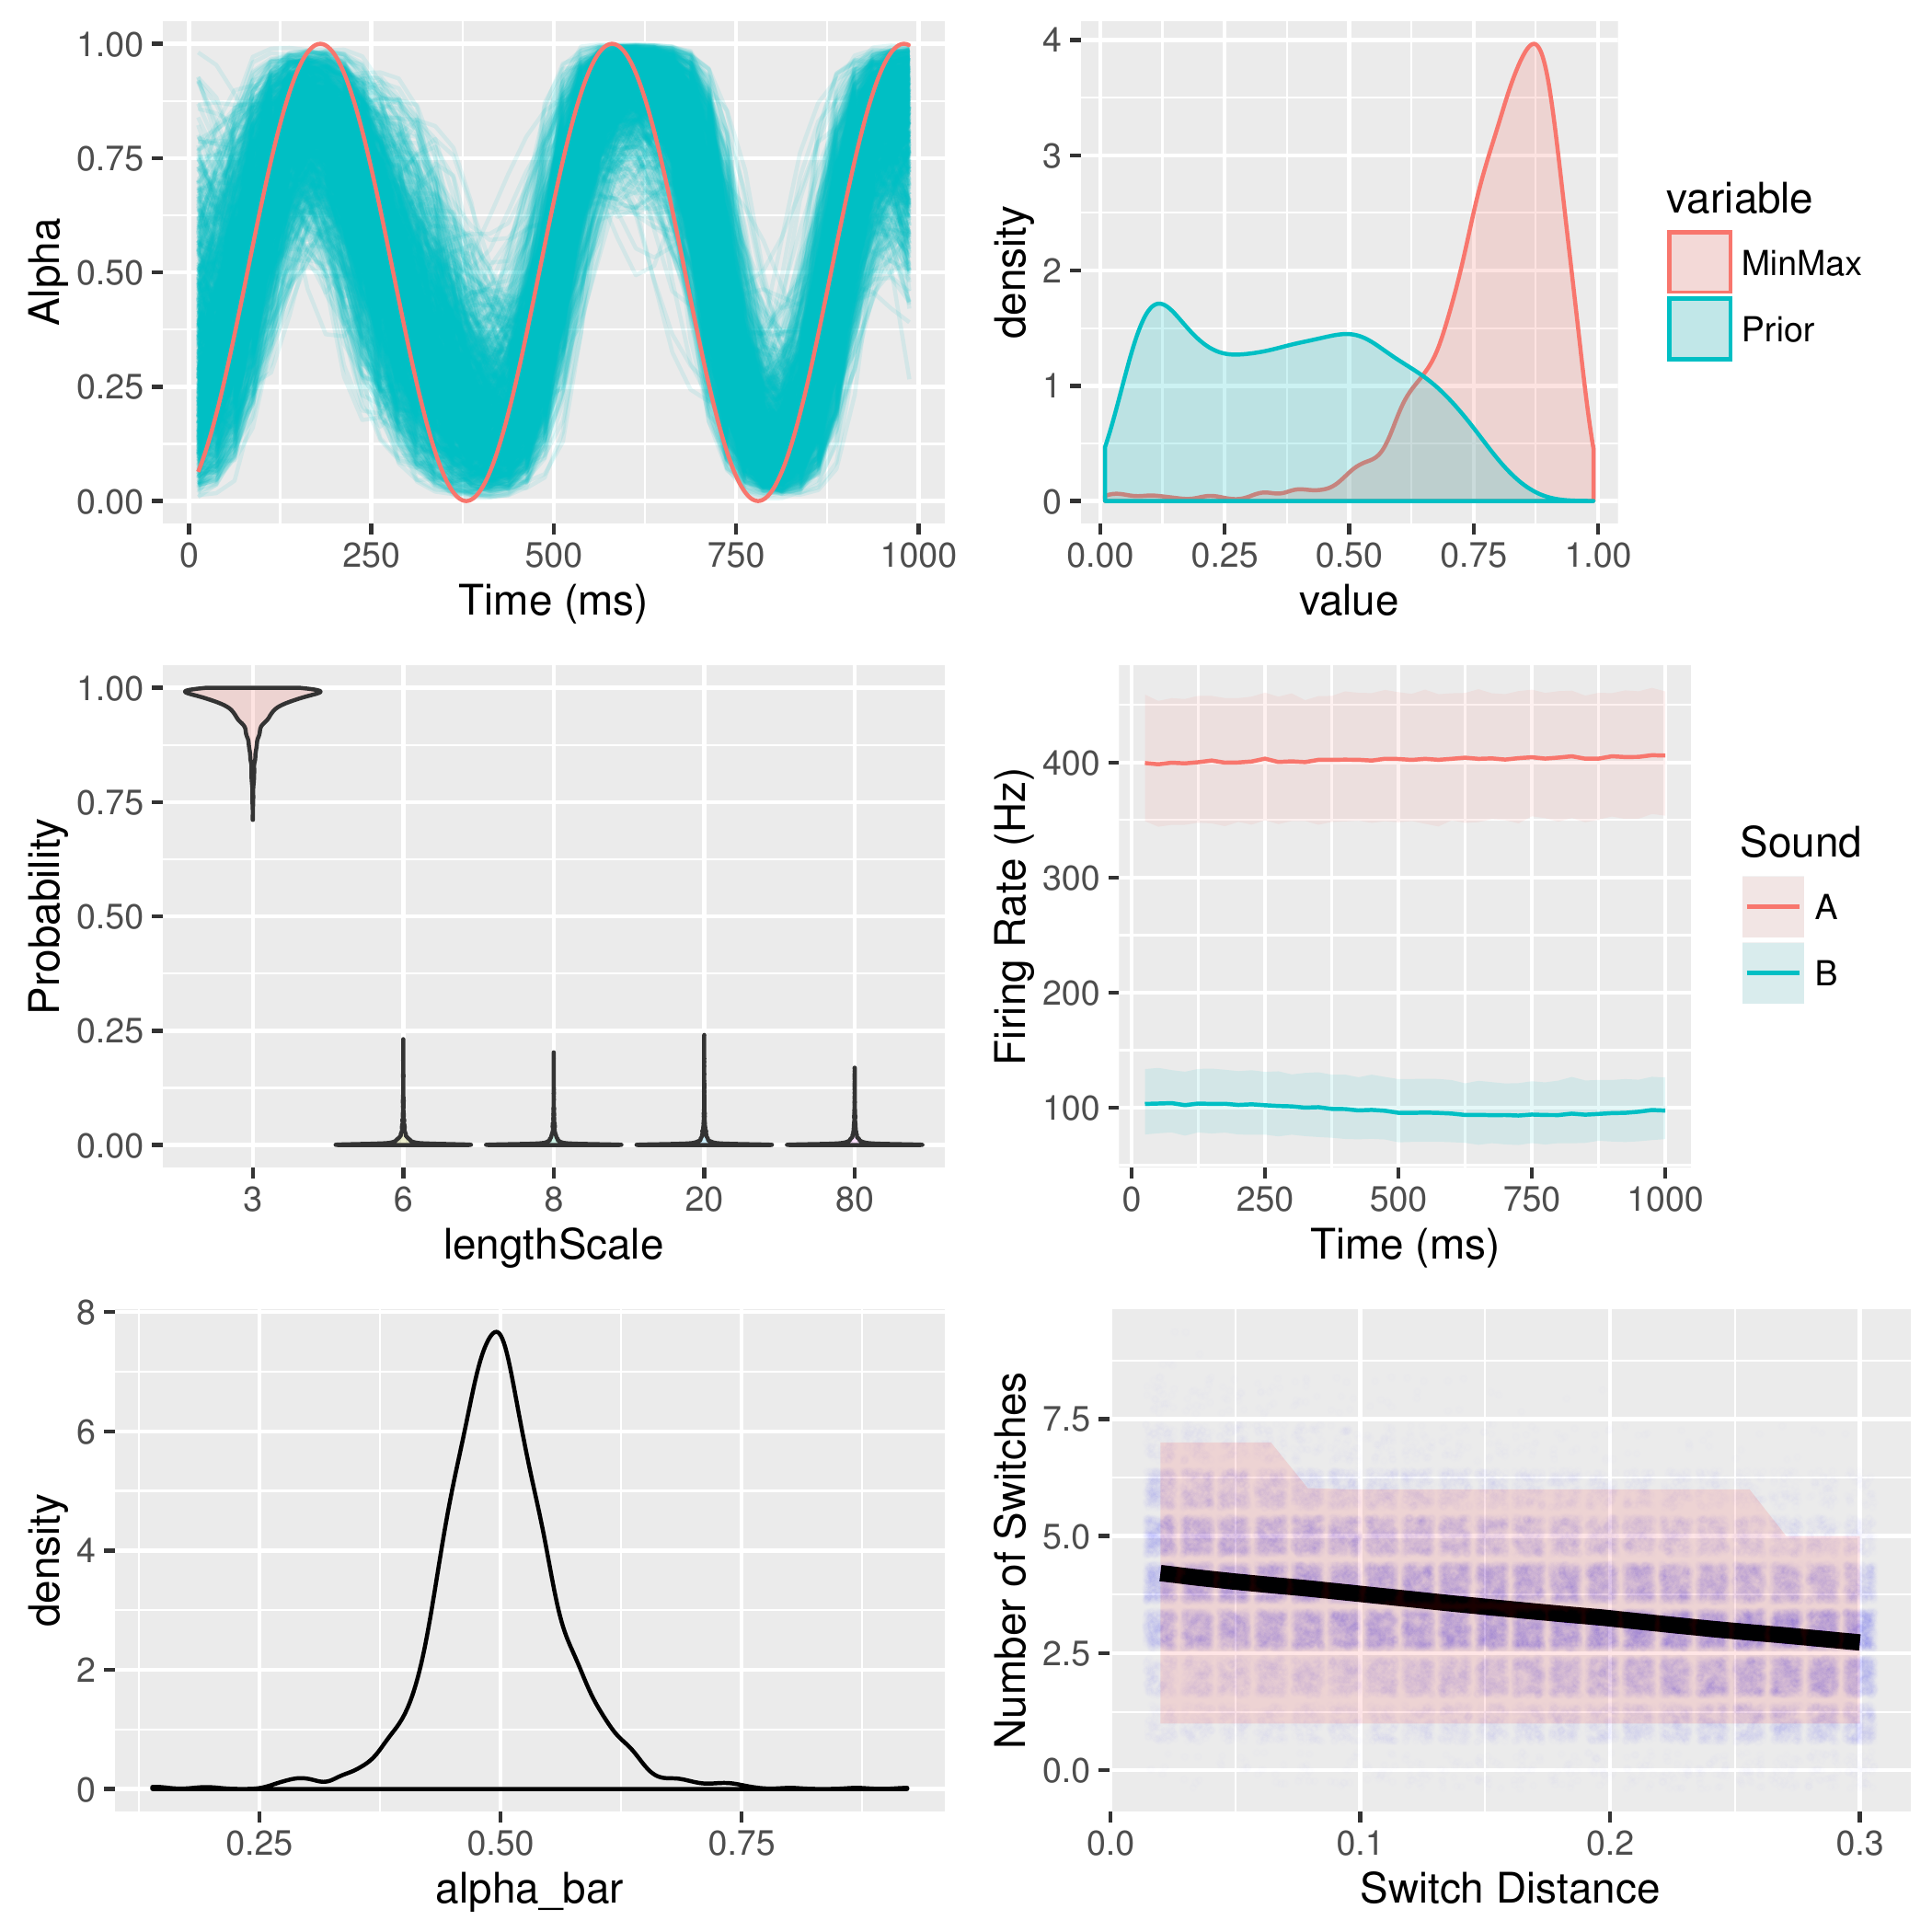 1.00
0.75
0.50
0.25
0.00
Alpha
0 250 500 750 1000
Time (ms)
4
3
2
1
0
density
0.00 0.25 0.50 0.75 1.00
value
variable
MinMax
Prior
1.00
0.75
0.50
0.25
0.00
Probability
3 6 8 20 80
lengthScale
400
300
200
100
Firing Rate (Hz)
0 250 500 750 1000
Time (ms)
Sound
A
B
8
6
4
2
0
density
0.25 0.50 0.75
alpha_bar
7.5
5.0
2.5
0.0
Number of Switches
0.0 0.1 0.2 0.3
Switch Distance